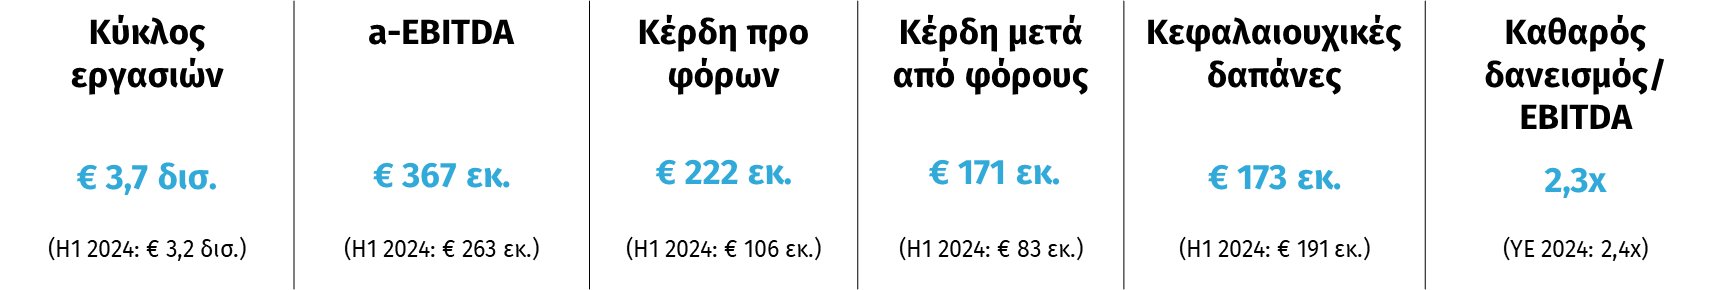 Κύκλος
εργασιών
€ 3,7 δισ.
(H1 2024: € 3,2 δισ.)
a-EBITDA
€ 367 εκ.
(H1 2024: € 263 εκ.)
Κέρδη προ
φόρων
€ 222 εκ.
(H1 2024: € 106 εκ.)
Κέρδη μετά
από φόρους
€ 171 εκ.
(H1 2024: € 83 εκ.)
Κεφαλαιουχικές
δαπάνες
€ 173 εκ.
(H1 2024: € 191 εκ.)
Καθαρός
δανεισμός/
EBITDA
2,3x
(YE 2024: 2,4x)